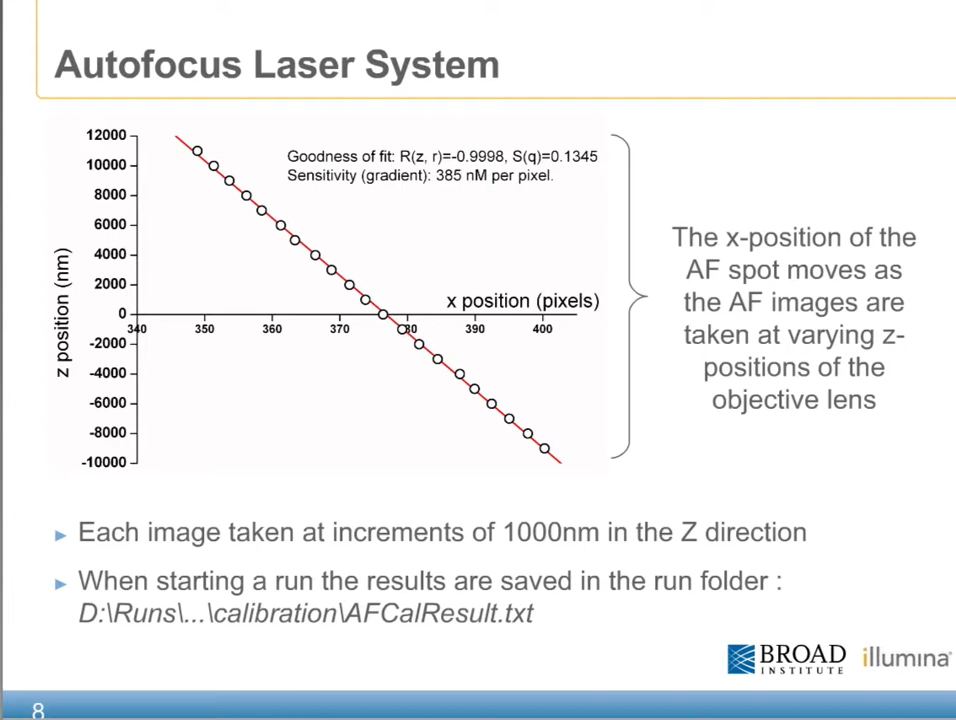 Autofocus Laser System
12000
10000
8000
6000
4000
2000
0
-2000
-4000
-6000
-8000
-10000
z position (nm)
Goodness of fit: R(z, r)=-0.9998, S(q)=0.1345
Sensitivity (gradient): 385 nM per pixel.
x position (pixels)
340 350 360 370 380 390 400
The x-position of the
AF spot moves as
the AF images are
taken at varying z-
positions of the
objective lens
► Each image taken at increments of 1000nm in the Z direction
► When starting a run the results are saved in the run folder :
D:\Runs\...\calibration\AFCalResult.txt
BROAD
INSTITUTE
illumina®
8